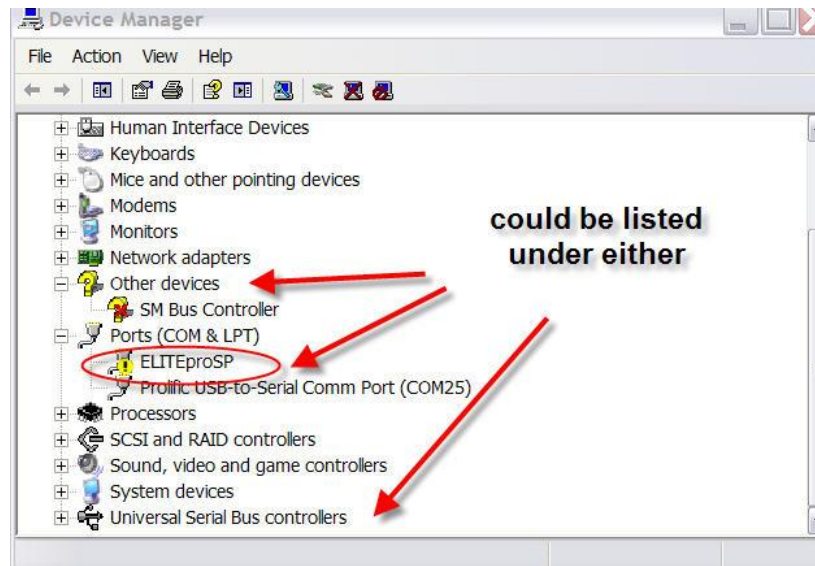 Device Manager
File Action View Help
Human Interface Devices
Keyboards
Mice and other pointing devices
Modems
Monitors
Network adapters
Other devices
SM Bus Controller
Ports (COM & LPT)
ELITEproSP
Prolific USB-to-Serial Comm Port (COM25)
Processors
SCSI and RAID controllers
Sound, video and game controllers
System devices
Universal Serial Bus controllers
could be listed
under either